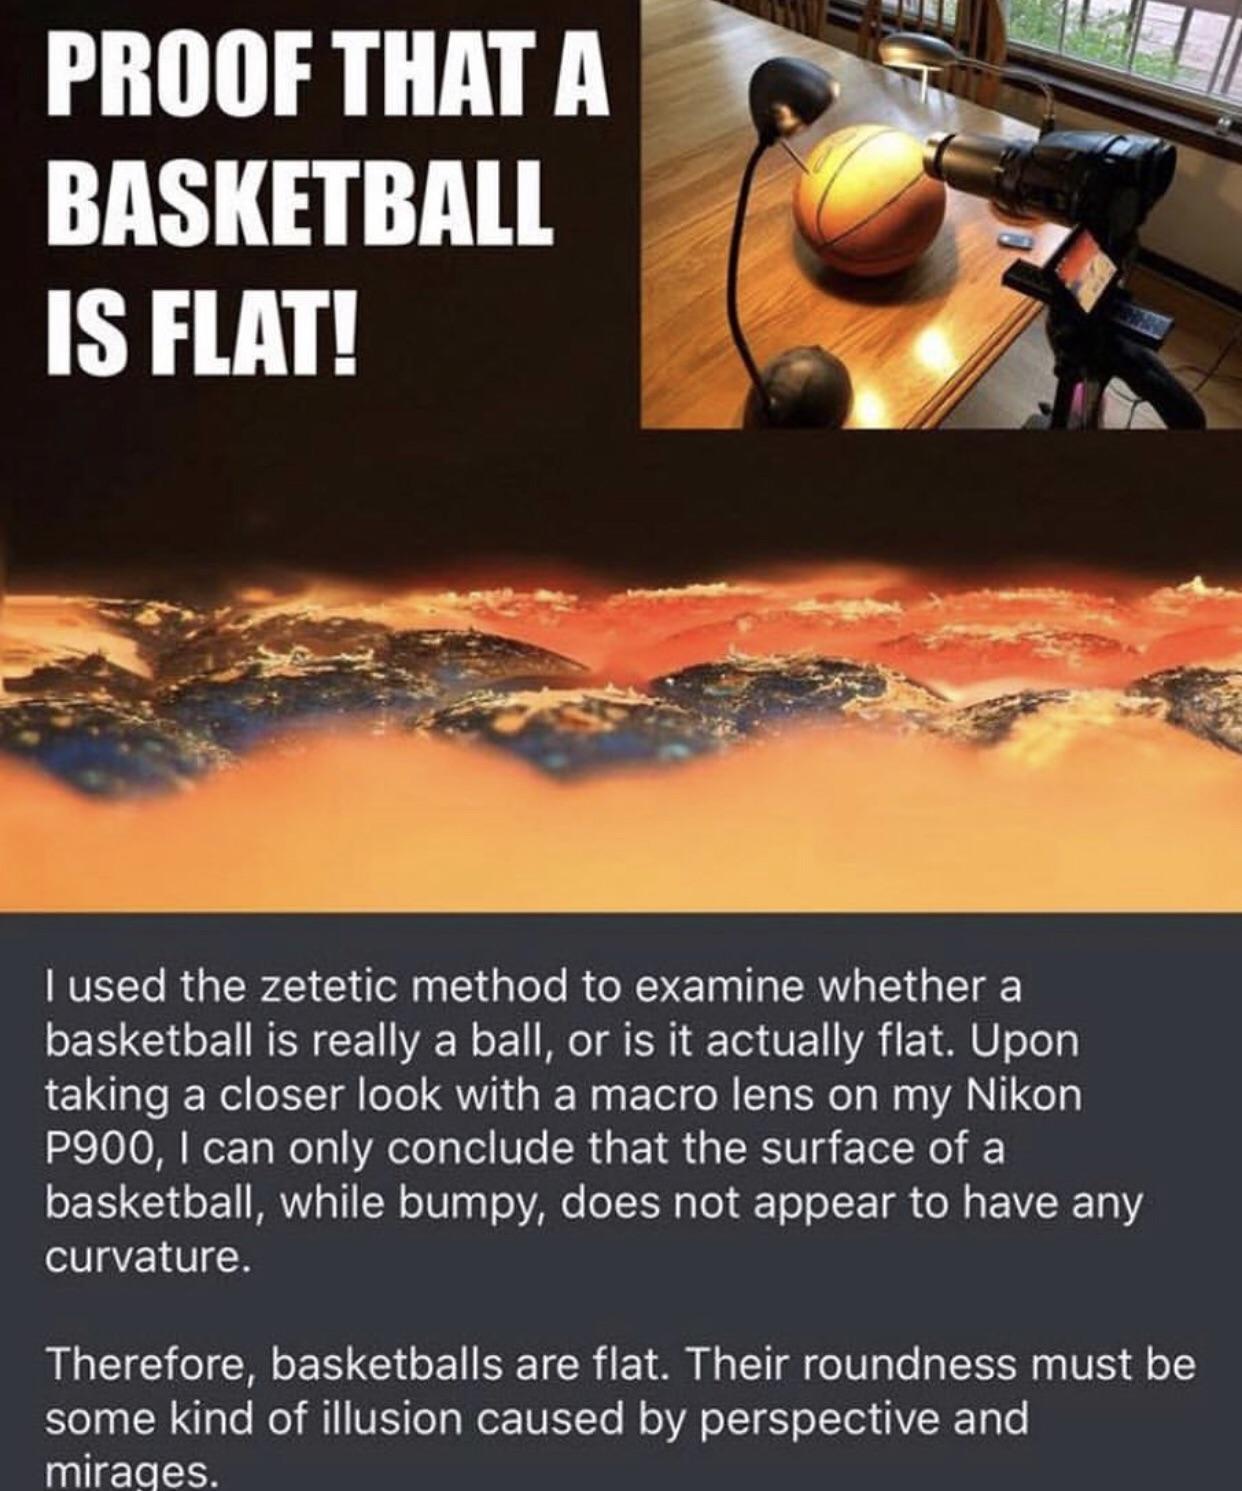 PROOF THAT A
BASKETBALL
IS FLAT!
I used the zetetic method to examine whether a
basketball is really a ball, or is it actually flat. Upon
taking a closer look with a macro lens on my Nikon
P900, I can only conclude that the surface of a
basketball, while bumpy, does not appear to have any
curvature.
Therefore, basketballs are flat. Their roundness must be
some kind of illusion caused by perspective and
mirages.